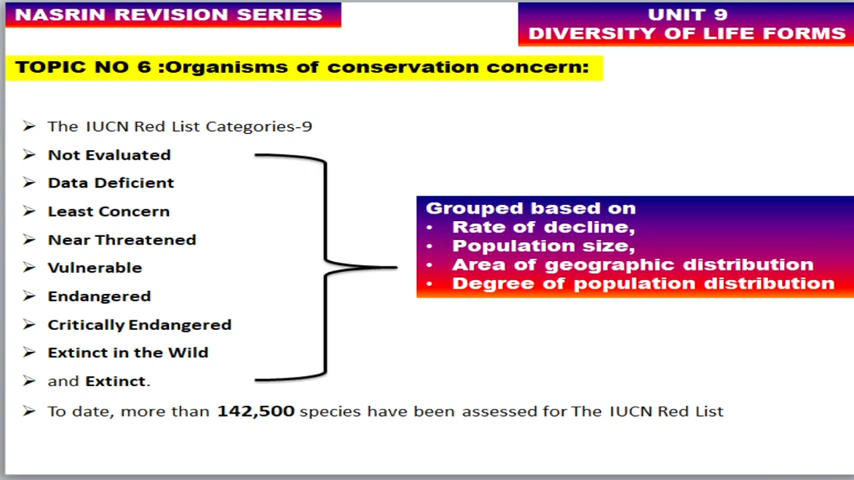 NASRIN REVISION SERIES
UNIT 9
DIVERSITY OF LIFE FORMS
TOPIC NO 6 :Organisms of conservation concern:
➢ The IUCN Red List Categories-9
➢ Not Evaluated
➢ Data Deficient
➢ Least Concern
➢ Near Threatened
➢ Vulnerable
➢ Endangered
➢ Critically Endangered
➢ Extinct in the Wild
➢ and Extinct.
Grouped based on
• Rate of decline,
• Population size,
• Area of geographic distribution
• Degree of population distribution
➢ To date, more than 142,500 species have been assessed for The IUCN Red List